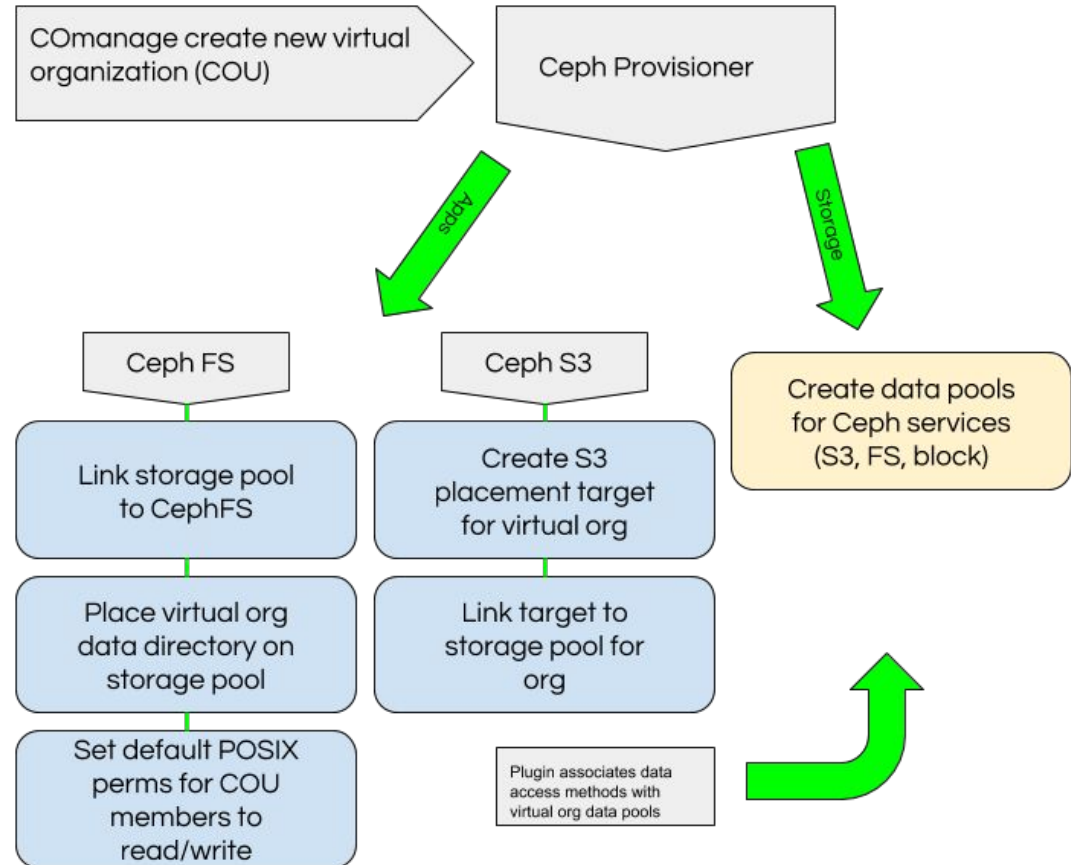 COmanage create new virtual
organization (COU)
Ceph Provisioner
Apps
Storage
Ceph FS
Link storage pool
to CephFS
Place virtual org
data directory on
storage pool
Set default POSIX
perms for COU
members to
read/write
Ceph S3
Create S3
placement target
for virtual org
Link target to
storage pool for
org
Create data pools
for Ceph services
(S3, FS, block)
Plugin associates data
access methods with
virtual org data pools